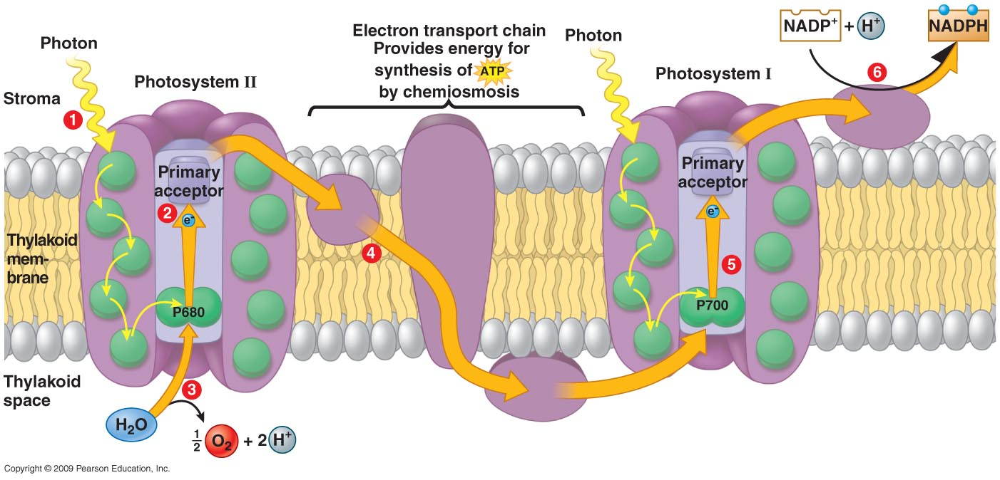 Photon
Stroma
1
Photosystem II
Electron transport chain
Provides energy for
synthesis of ATP
by chemiosmosis
Photon
Photosystem I
NADP⁺ + H⁺
NADPH
6
Primary
acceptor
2
e⁻
Primary
acceptor
e⁻
Thylakoid
mem-
brane
4
5
P680
P700
Thylakoid
space
3
H₂O
½ O₂ + 2 H⁺
Copyright © 2009 Pearson Education, Inc.